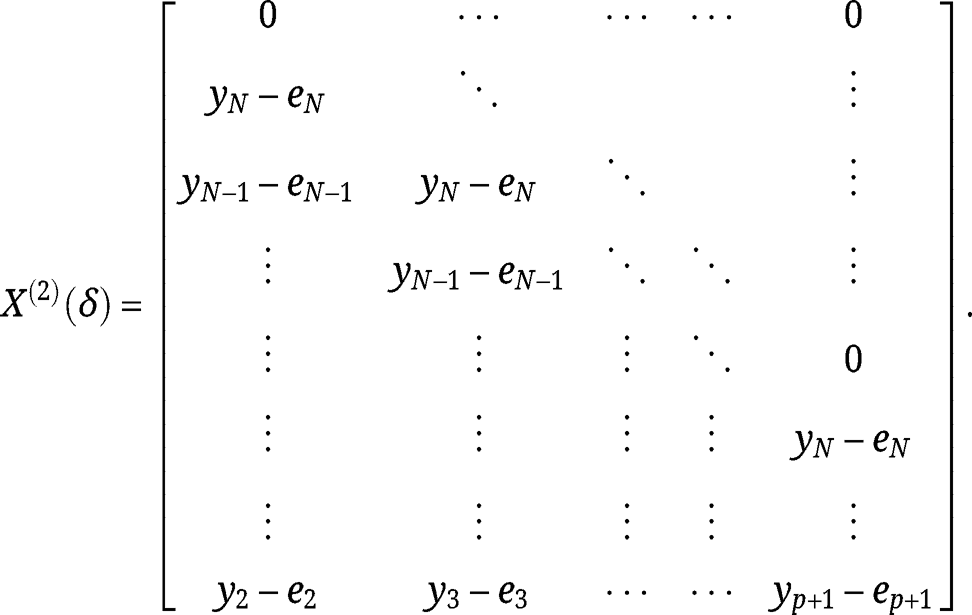 0 ⋯ ⋯ ⋯ 0
y_N − e_N ⋱ ⋮
y_{N−1} − e_{N−1} y_N − e_N ⋱ ⋮
⋮ y_{N−1} − e_{N−1} ⋱ ⋱ ⋮
X^{(2)}(δ) = .
⋮ ⋮ ⋮ ⋱ 0
⋮ ⋮ ⋮ ⋮ y_N − e_N
⋮ ⋮ ⋮ ⋮ ⋮
y_2 − e_2 y_3 − e_3 ⋯ ⋯ y_{p+1} − e_{p+1}